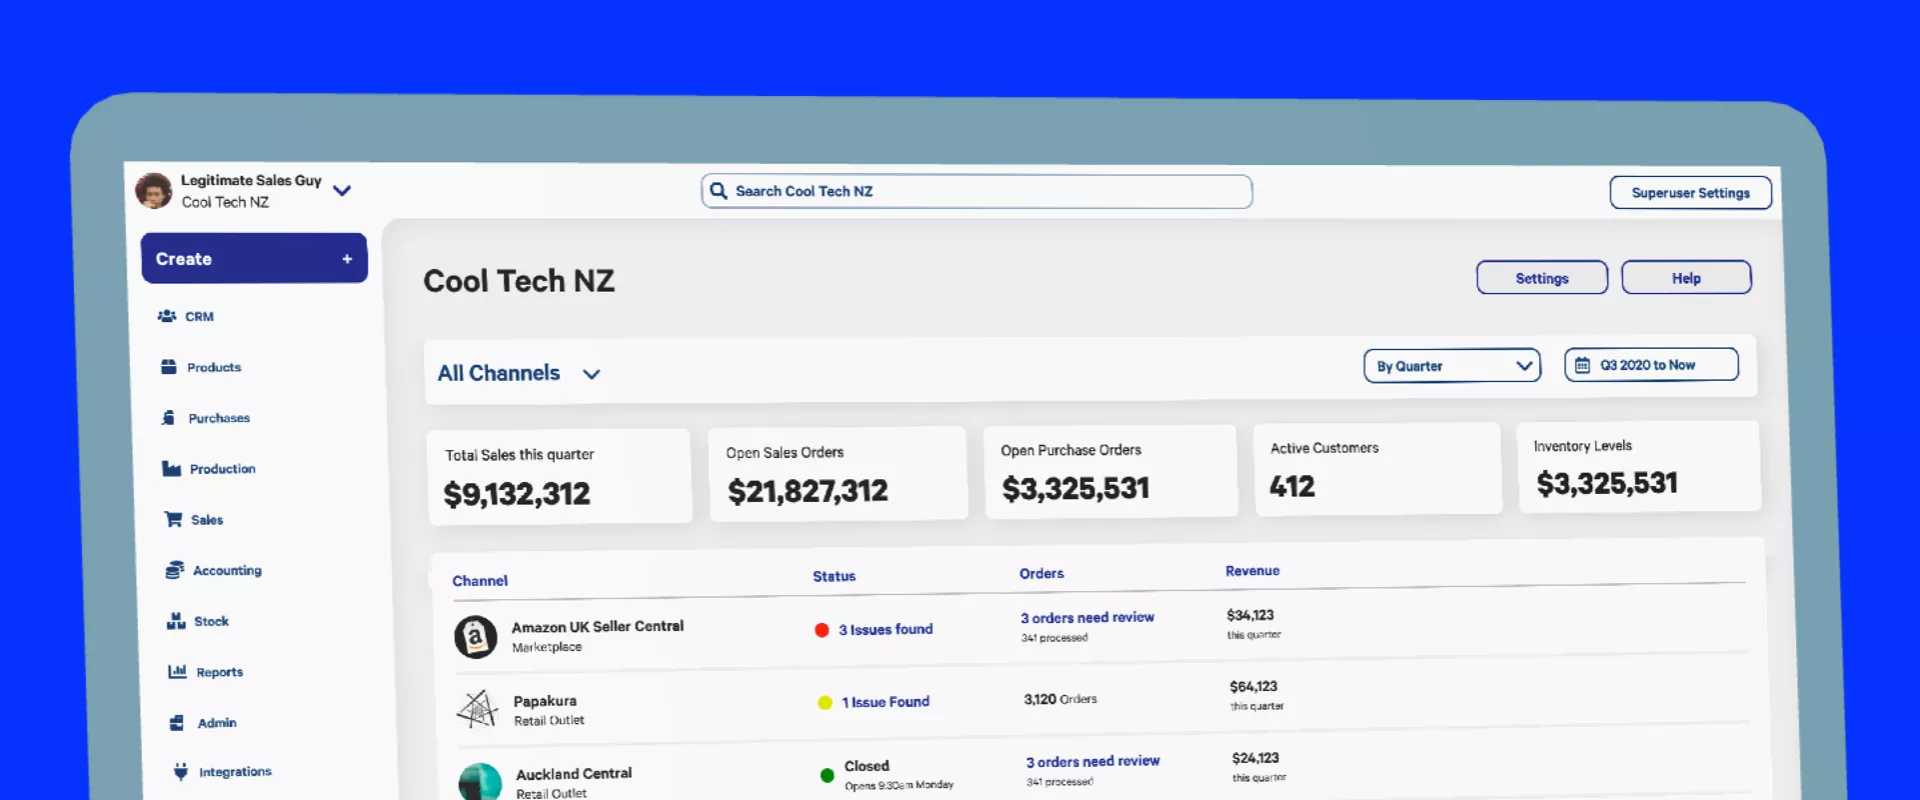 Legitimate Sales Guy
Cool Tech NZ
Search Cool Tech NZ
Superuser Settings
Create +
CRM
Products
Purchases
Production
Sales
Accounting
Stock
Reports
Admin
Integrations
Cool Tech NZ
Settings
Help
All Channels
By Quarter
Q3 2020 to Now
Total Sales this quarter
$9,132,312
Open Sales Orders
$21,827,312
Open Purchase Orders
$3,325,531
Active Customers
412
Inventory Levels
$3,325,531
Channel Status Orders Revenue
Amazon UK Seller Central
Marketplace
3 Issues found
3 orders need review
341 processed
$34,123
this quarter
Papakura
Retail Outlet
1 Issue Found
3,120 Orders
$64,123
this quarter
Auckland Central
Retail Outlet
Closed
Opens 9:30am Monday
3 orders need review
341 processed
$24,123
this quarter